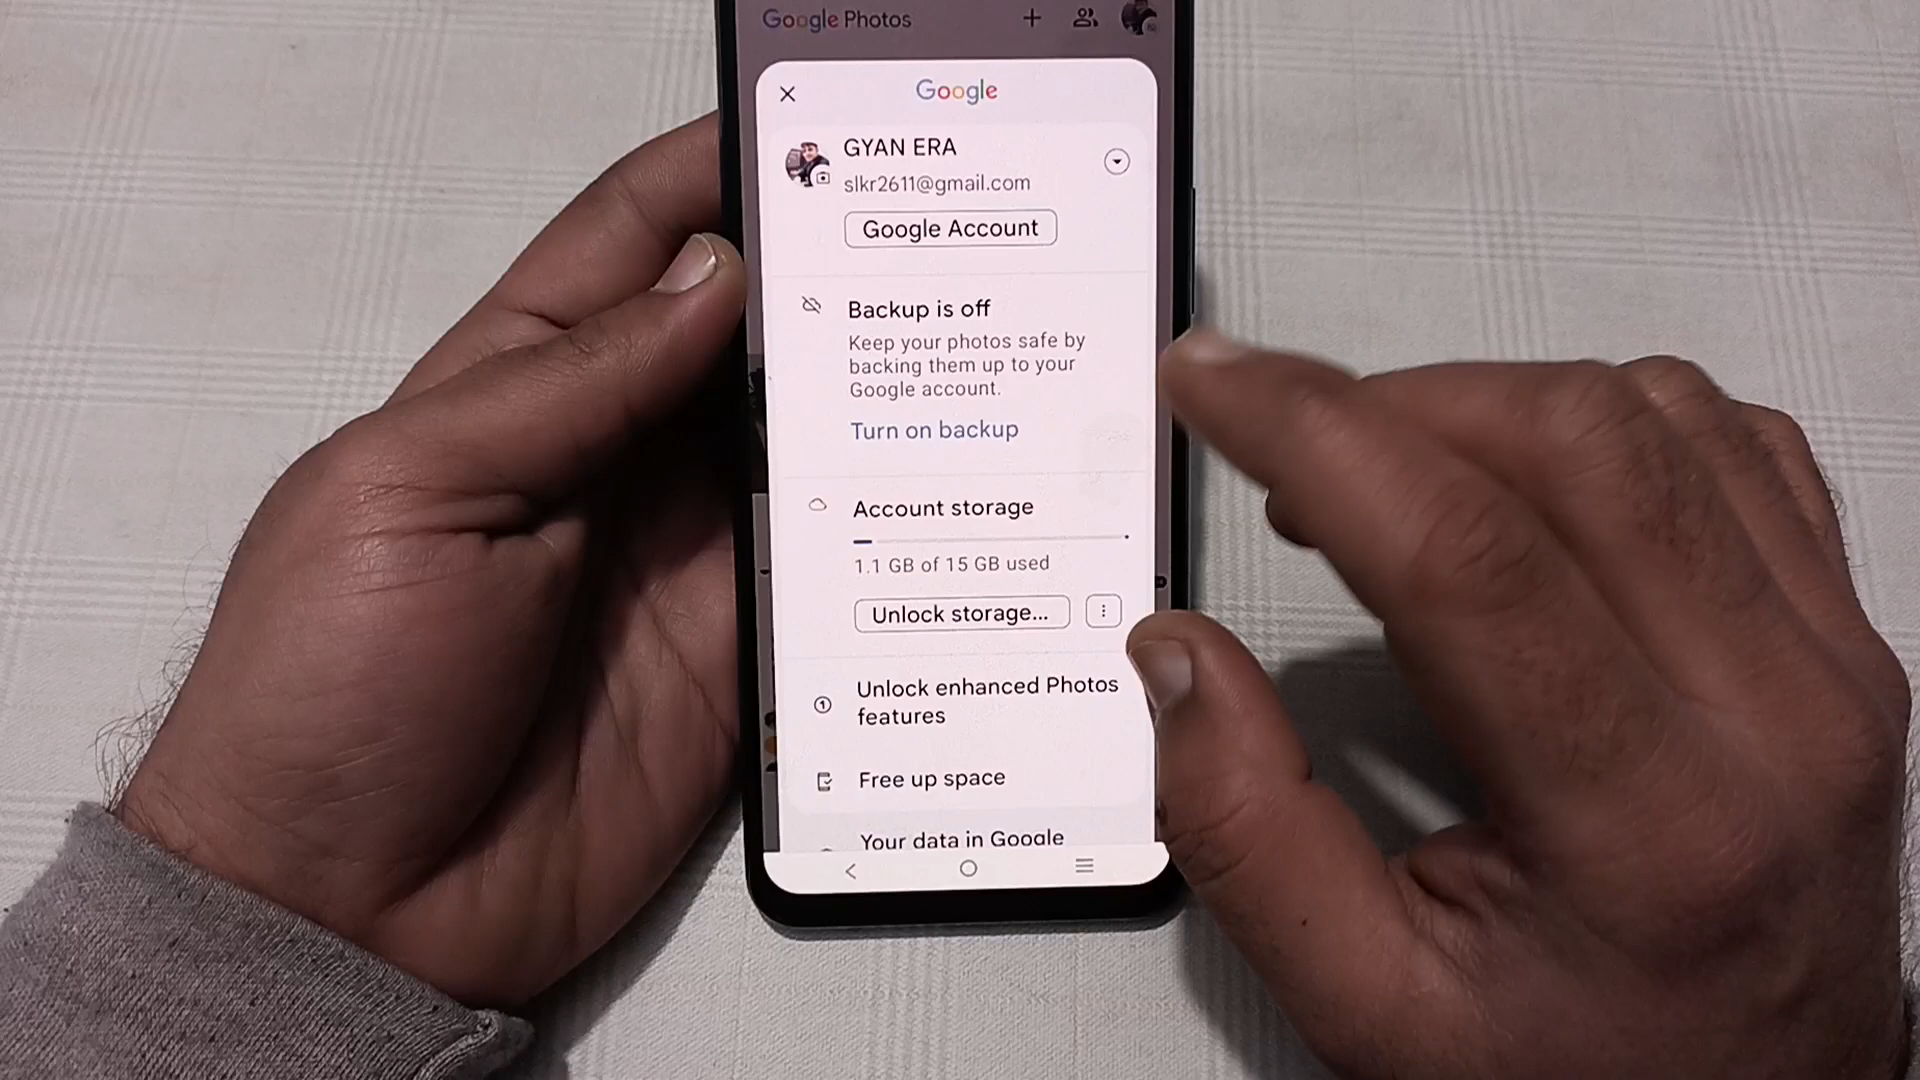 Google Photos
Google
GYAN ERA
slkr2611@gmail.com
Google Account
Backup is off
Keep your photos safe by
backing them up to your
Google account.
Turn on backup
Account storage
1.1 GB of 15 GB used
Unlock storage...
Unlock enhanced Photos
features
Free up space
Your data in Google